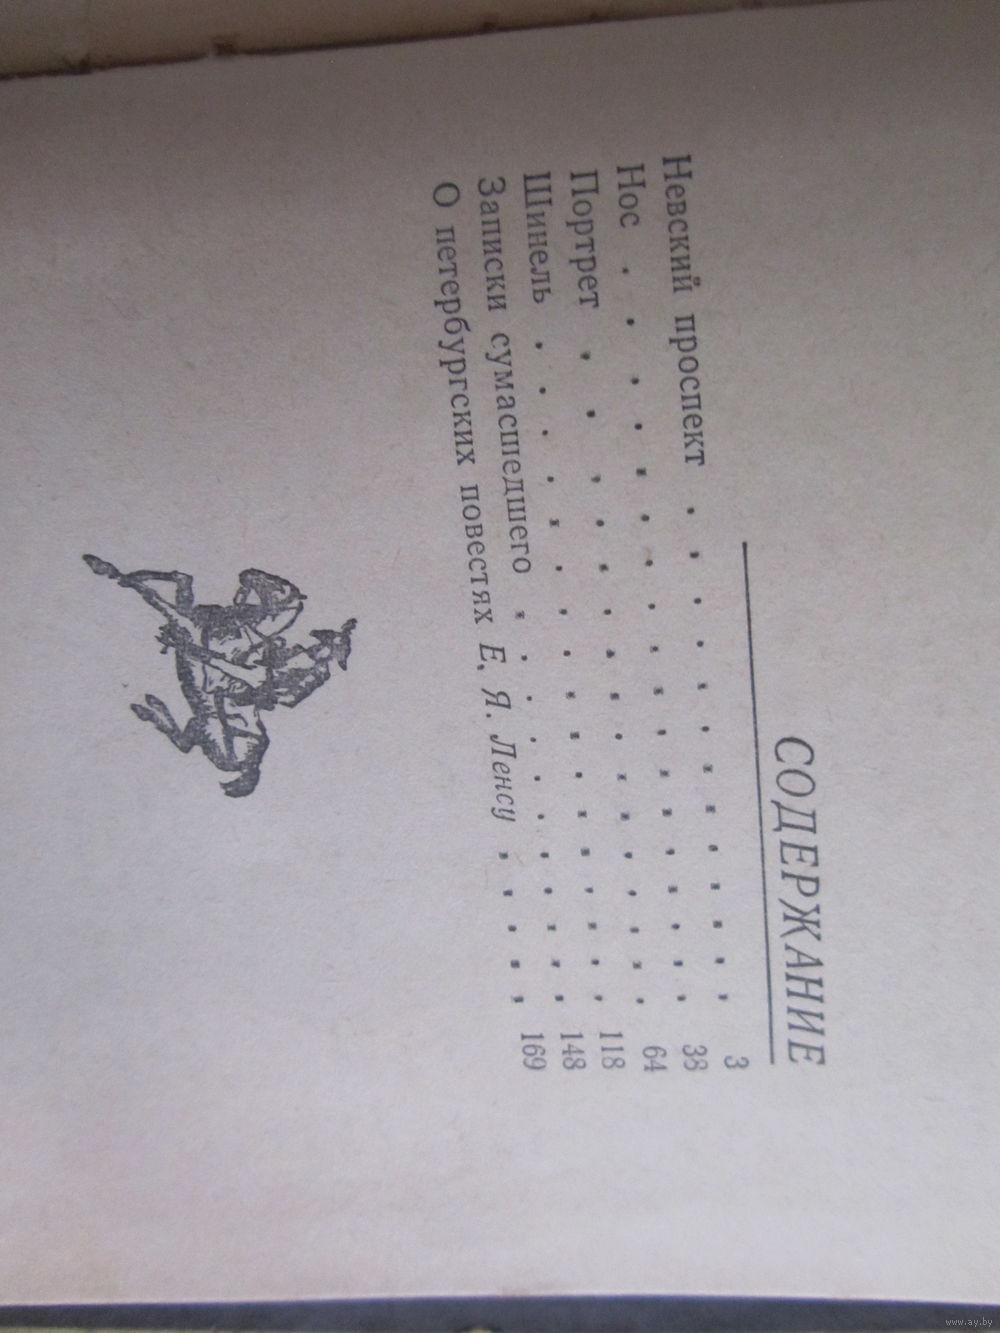 СОДЕРЖАНИЕ
Невский проспект . . . . . . . . . . . . 3
Нос . . . . . . . . . . . . . . . . 38
Портрет . . . . . . . . . . . . . . 64
Шинель . . . . . . . . . . . . . . . 118
Записки сумасшедшего . . . . . . . . . . 148
О петербургских повестях Е. Я. Ленсу . . . . . 169
www.ay.by